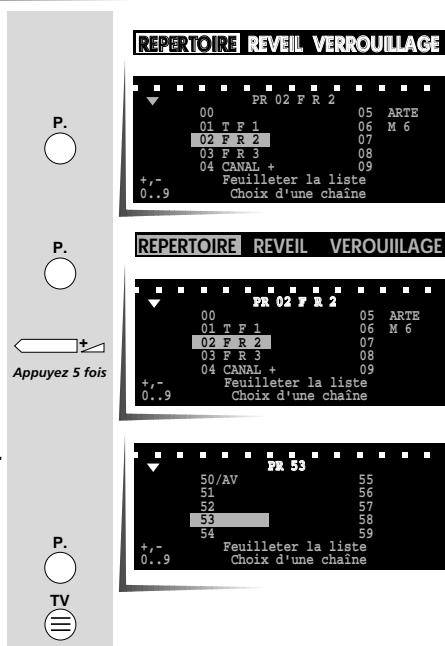 REPERTOIRE REVEIL VERROUILLAGE
P.
PR 02 F R 2
00 05 ARTE
01 T F 1 06 M 6
02 F R 2 07
03 F R 3 08
04 CANAL + 09
+,- Feuilleter la liste
0..9 Choix d'une chaîne
P.
REPERTOIRE REVEIL VEROUIILAGE
PR 02 F R 2
00 05 ARTE
01 T F 1 06 M 6
02 F R 2 07
03 F R 3 08
04 CANAL + 09
+,- Feuilleter la liste
0..9 Choix d'une chaîne
+
Appuyez 5 fois
PR 53
50/AV 55
51 56
52 57
53 58
54 59
+,- Feuilleter la liste
0..9 Choix d'une chaîne
P.
TV